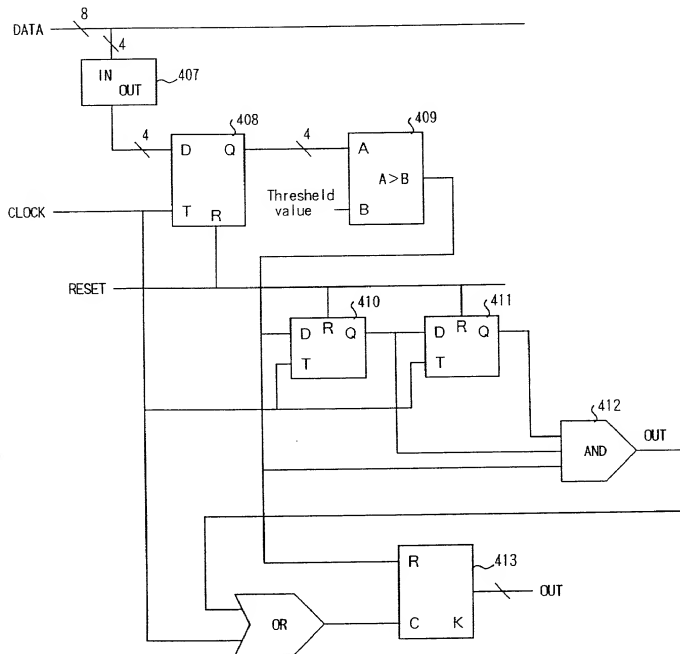 DATA 8
4
IN
OUT 407
408 409
4 D Q 4 A
A>B
Thresheld
value B
CLOCK T R
RESET
410 411
D R Q D R Q
T T
412
OUT
AND
413
R
OUT
OR C K